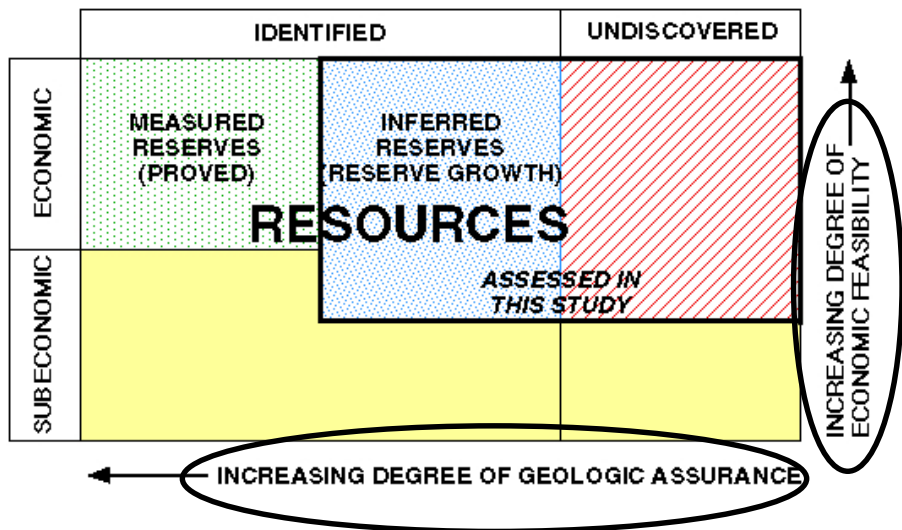 IDENTIFIED
UNDISCOVERED
ECONOMIC
MEASURED
RESERVES
(PROVED)
INFERRED
RESERVES
(RESERVE GROWTH)
RESOURCES
ASSESSED IN
THIS STUDY
SUBECONOMIC
INCREASING DEGREE OF
ECONOMIC FEASIBILITY
INCREASING DEGREE OF GEOLOGIC ASSURANCE